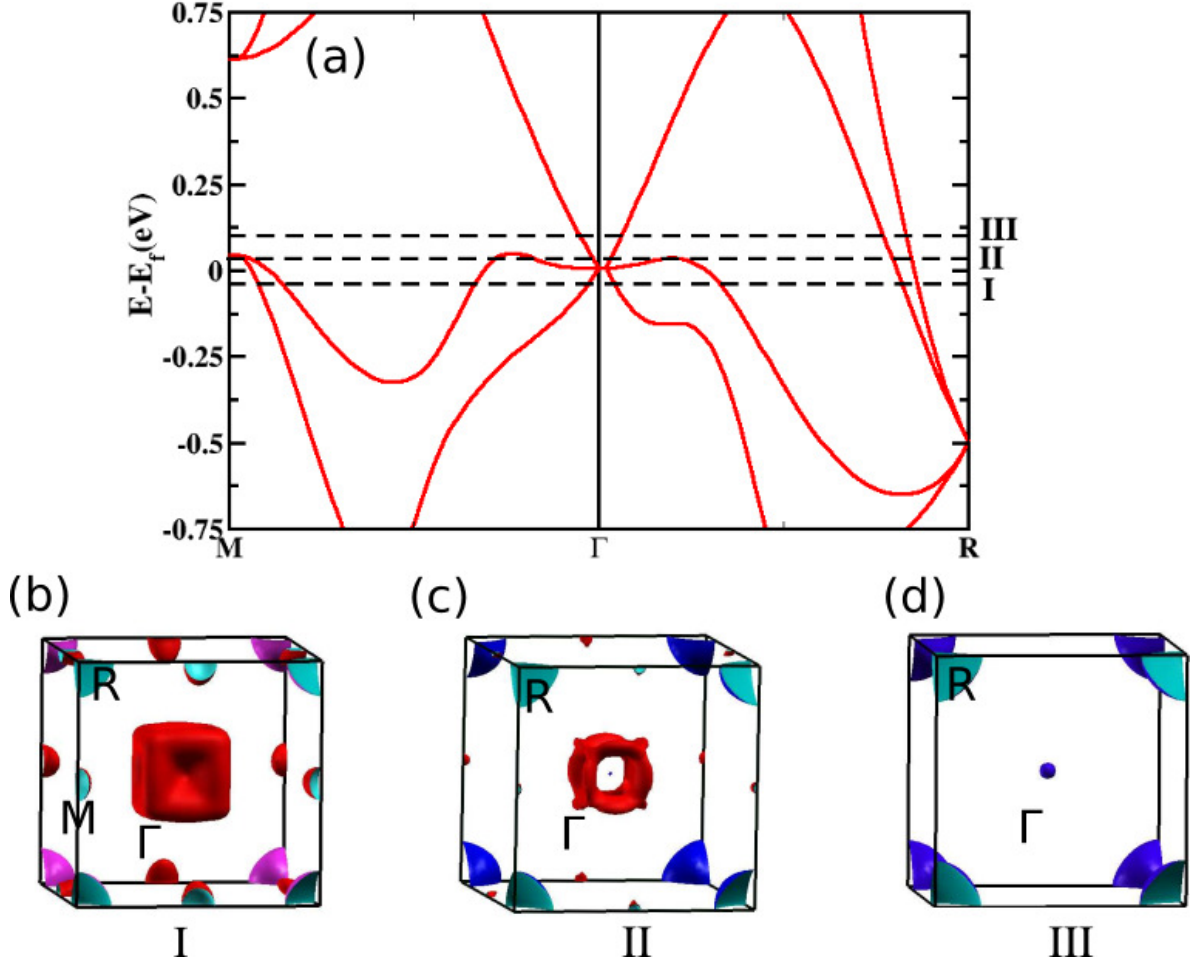 0.75
(a)
0.5
0.25
0
-0.25
-0.5
-0.75
E-E_f(eV)
III
II
I
M Γ R
(b) (c) (d)
R R R
M Γ Γ Γ
I II III